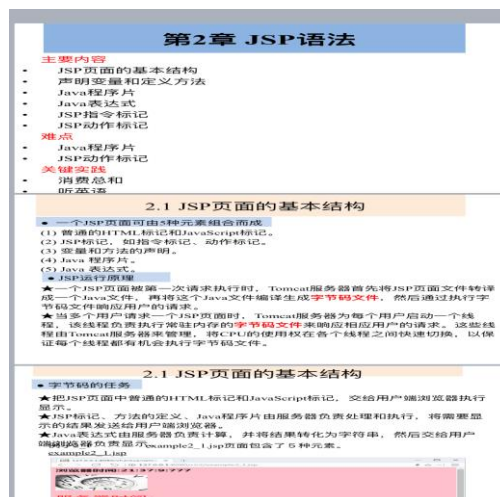 第2章 JSP语法
主要内容
• JSP页面的基本结构
• 声明变量和定义方法
• Java程序片
• Java表达式
• JSP指令标记
• JSP动作标记
难点
• Java程序片
• JSP动作标记
关键实践
• 消费总和
• 听英语
2.1 JSP页面的基本结构
● 一个JSP页面可由5种元素组合而成
(1) 普通的HTML标记和JavaScript标记。
(2) JSP标记，如指令标记、动作标记。
(3) 变量和方法的声明。
(4) Java 程序片。
(5) Java 表达式。
● JSP运行原理
★一个JSP页面被第一次请求执行时，Tomcat服务器首先将JSP页面文件转译
成一个Java文件，再将这个Java文件编译生成字节码文件，然后通过执行字
节码文件响应用户的请求。
★当多个用户请求一个JSP页面时，Tomcat服务器为每个用户启动一个线
程，该线程负责执行常驻内存的字节码文件来响应相应用户的请求。这些线
程由Tomcat服务器来管理，将CPU的使用权在各个线程之间快速切换，以保
证每个线程都有机会执行字节码文件。
2.1 JSP页面的基本结构
● 字节码的任务
★把JSP页面中普通的HTML标记和JavaScript标记，交给用户端浏览器执行
显示。
★JSP标记、方法的定义、Java程序片由服务器负责处理和执行，将需要显
示的结果发送给用户端浏览器。
★Java表达式由服务器负责计算，并将结果转化为字符串，然后交给用户
端浏览器负责显示
example2_1.jsp页面包含了 5 种元素。
example2_1.jsp
浏览器时间:21:37:9:777